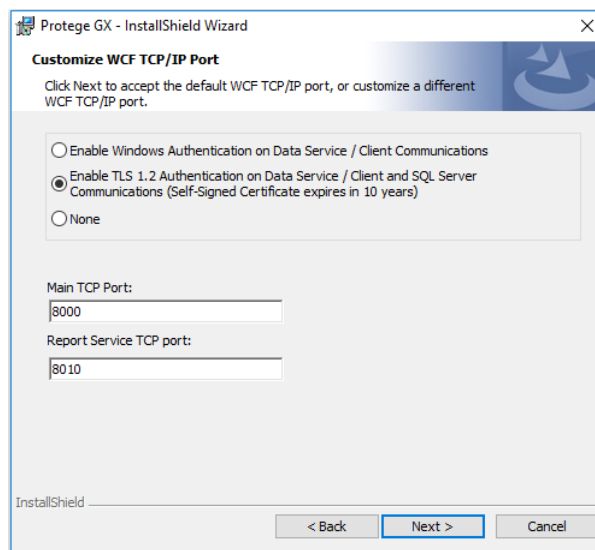 Protege GX - InstallShield Wizard
Customize WCF TCP/IP Port
Click Next to accept the default WCF TCP/IP port, or customize a different
WCF TCP/IP port.
Enable Windows Authentication on Data Service / Client Communications
Enable TLS 1.2 Authentication on Data Service / Client and SQL Server
Communications (Self-Signed Certificate expires in 10 years)
None
Main TCP Port:
8000
Report Service TCP port:
8010
InstallShield
< Back
Next >
Cancel